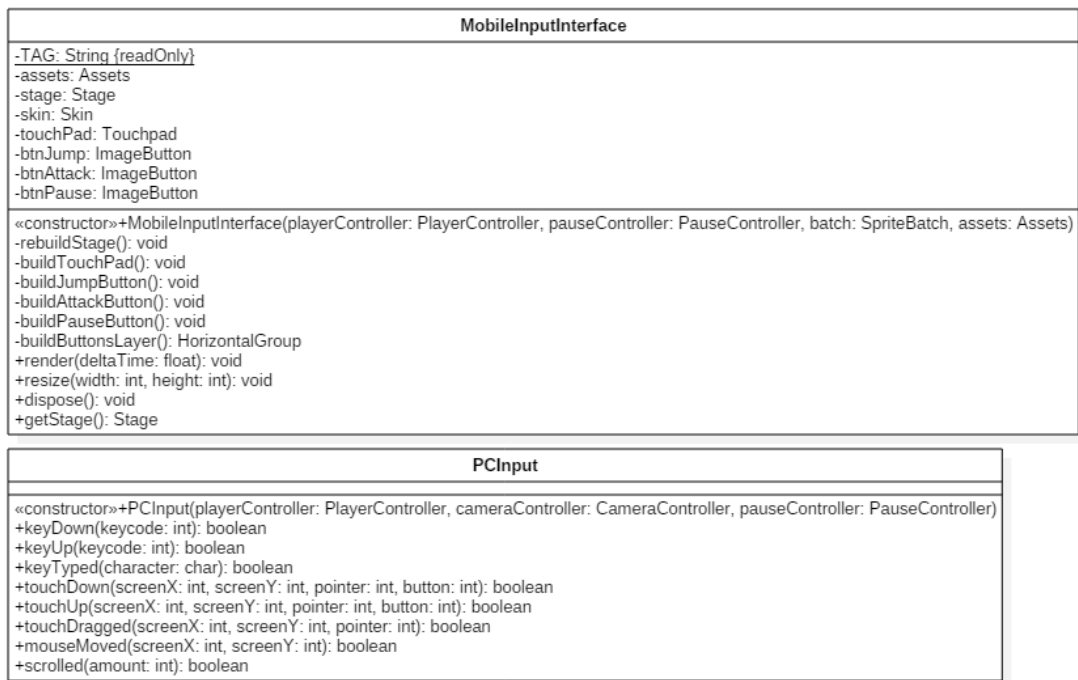 MobileInputInterface
-TAG: String {readOnly}
-assets: Assets
-stage: Stage
-skin: Skin
-touchPad: Touchpad
-btnJump: ImageButton
-btnAttack: ImageButton
-btnPause: ImageButton
«constructor»+MobileInputInterface(playerController: PlayerController, pauseController: PauseController, batch: SpriteBatch, assets: Assets)
-rebuildStage(): void
-buildTouchPad(): void
-buildJumpButton(): void
-buildAttackButton(): void
-buildPauseButton(): void
-buildButtonsLayer(): HorizontalGroup
+render(deltaTime: float): void
+resize(width: int, height: int): void
+dispose(): void
+getStage(): Stage
PCInput
«constructor»+PCInput(playerController: PlayerController, cameraController: CameraController, pauseController: PauseController)
+keyDown(keycode: int): boolean
+keyUp(keycode: int): boolean
+keyTyped(character: char): boolean
+touchDown(screenX: int, screenY: int, pointer: int, button: int): boolean
+touchUp(screenX: int, screenY: int, pointer: int, button: int): boolean
+touchDragged(screenX: int, screenY: int, pointer: int): boolean
+mouseMoved(screenX: int, screenY: int): boolean
+scrolled(amount: int): boolean